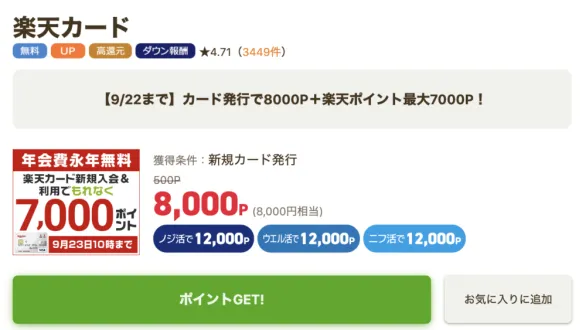 楽天カード
無料 UP 高還元 ダウン報酬 ★4.71（3449件）
【9/22まで】カード発行で8000P＋楽天ポイント最大7000P！
年会費永年無料
楽天カード新規入会&
利用でもれなく
7,000ポイント
9月23日10時まで
獲得条件：新規カード発行
500P
8,000P (8,000円相当)
ノジ活で12,000P ウエル活で12,000P ニフ活で12,000P
ポイントGET! お気に入りに追加